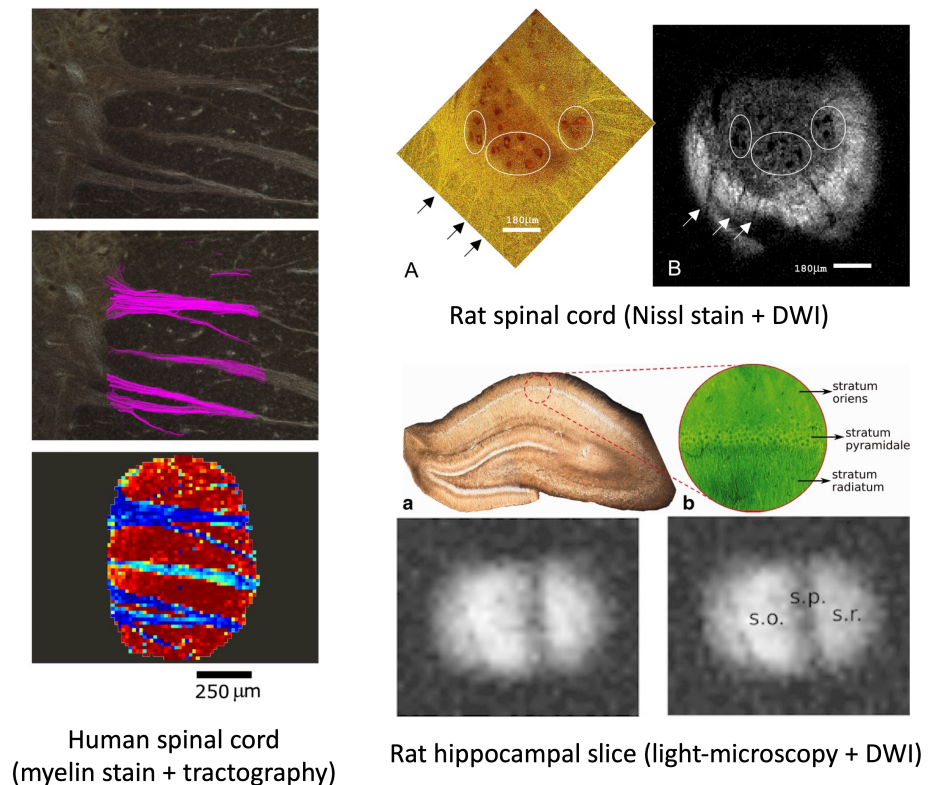 250 μm
Human spinal cord
(myelin stain + tractography)
180μm
A
180μm
B
Rat spinal cord (Nissl stain + DWI)
stratum
oriens
stratum
pyramidale
stratum
radiatum
a
b
s.o.
s.p.
s.r.
Rat hippocampal slice (light-microscopy + DWI)